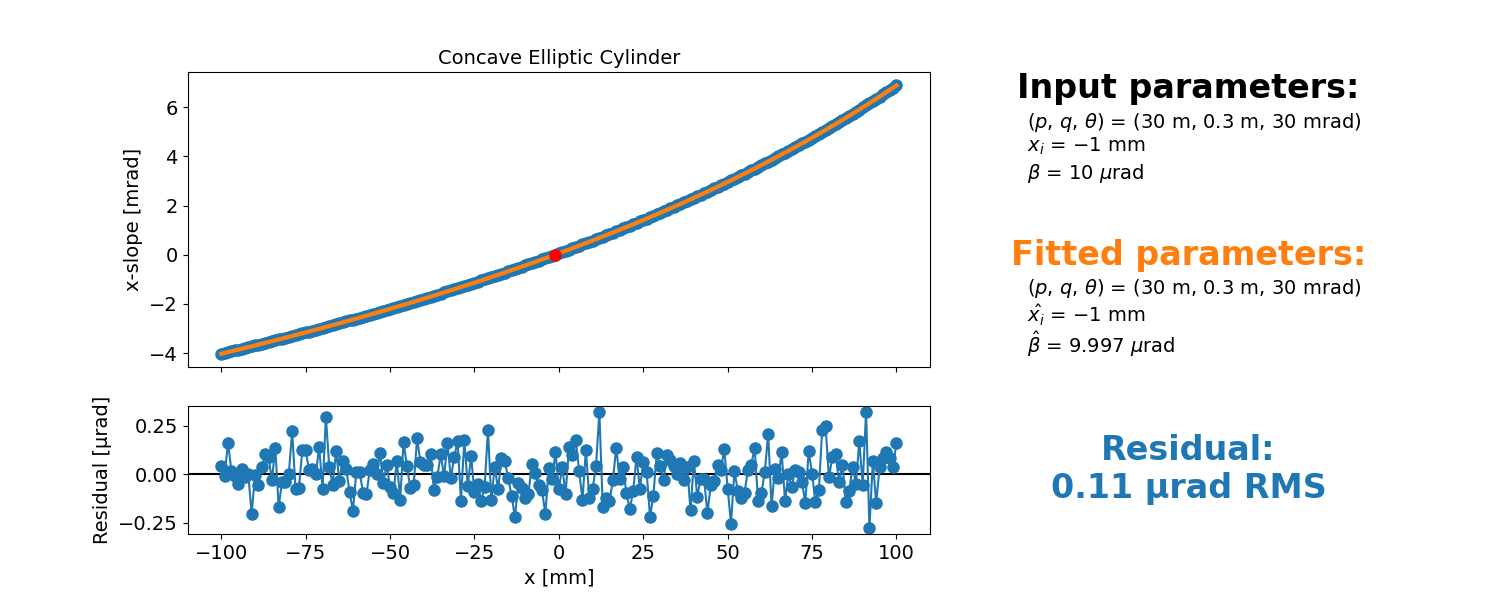 Concave Elliptic Cylinder
x-slope [mrad]
6
4
2
0
−2
−4
Residual [μrad]
0.25
0.00
−0.25
−100 −75 −50 −25 0 25 50 75 100
x [mm]
Input parameters:
(p, q, θ) = (30 m, 0.3 m, 30 mrad)
xᵢ = −1 mm
β = 10 μrad
Fitted parameters:
(p, q, θ) = (30 m, 0.3 m, 30 mrad)
x̂ᵢ = −1 mm
β̂ = 9.997 μrad
Residual:
0.11 μrad RMS